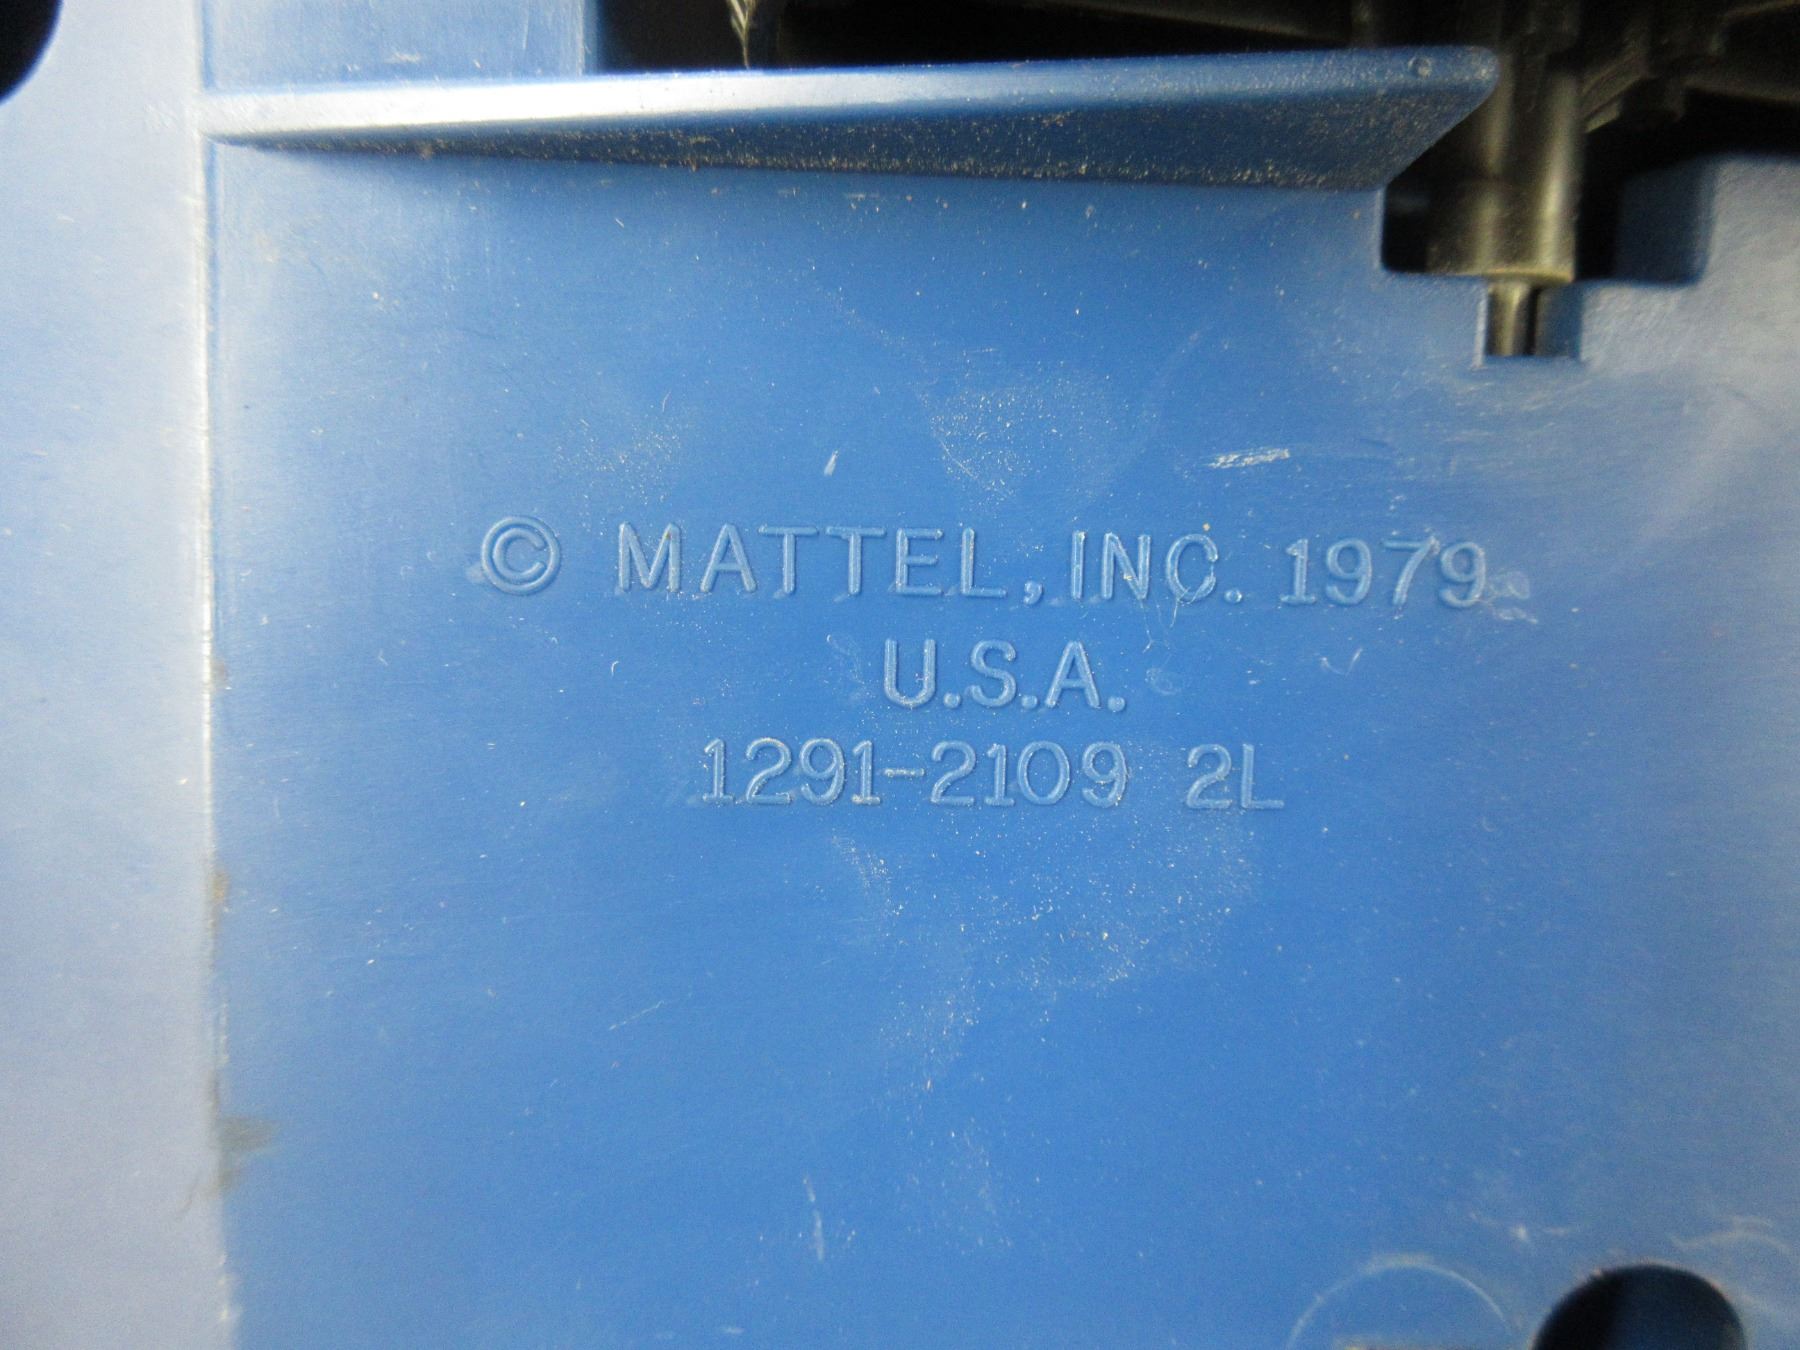 © MATTEL, INC. 1979
U.S.A.
1291-2109 2L